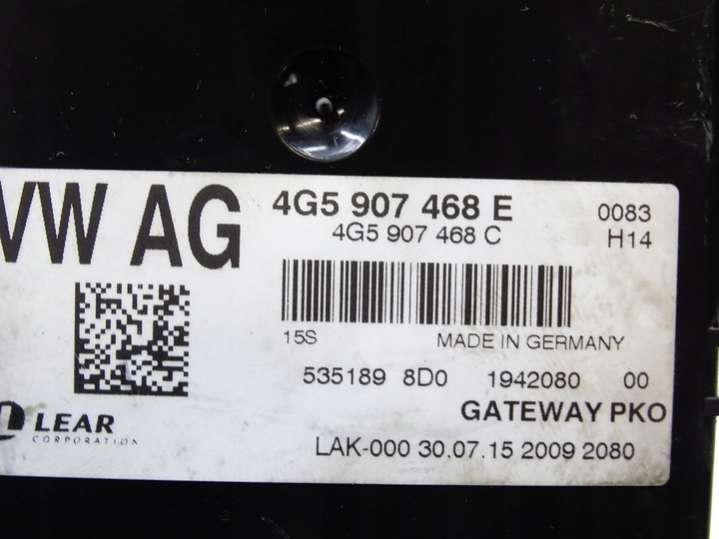 VW AG
4G5 907 468 E
0083
4G5 907 468 C
H14
15S
MADE IN GERMANY
535189 8D0 1942080 00
GATEWAY PKO
LEAR
CORPORATION
LAK-000 30.07.15 2009 2080